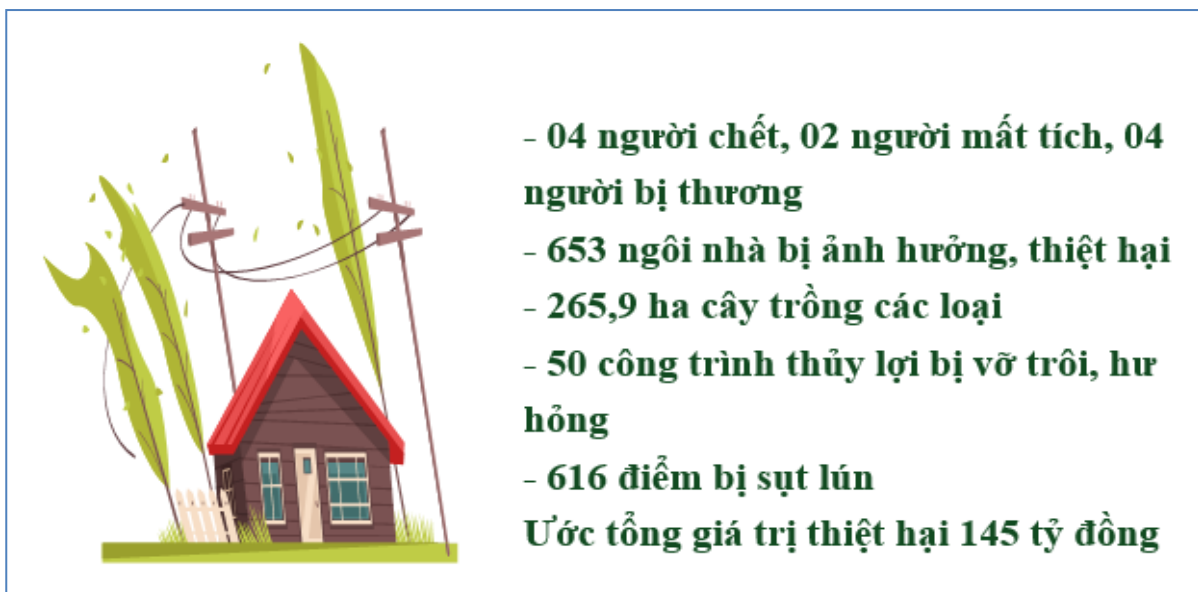 - 04 người chết, 02 người mất tích, 04
người bị thương
- 653 ngôi nhà bị ảnh hưởng, thiệt hại
- 265,9 ha cây trồng các loại
- 50 công trình thủy lợi bị vỡ trôi, hư
hỏng
- 616 điểm bị sụt lún
Ước tổng giá trị thiệt hại 145 tỷ đồng